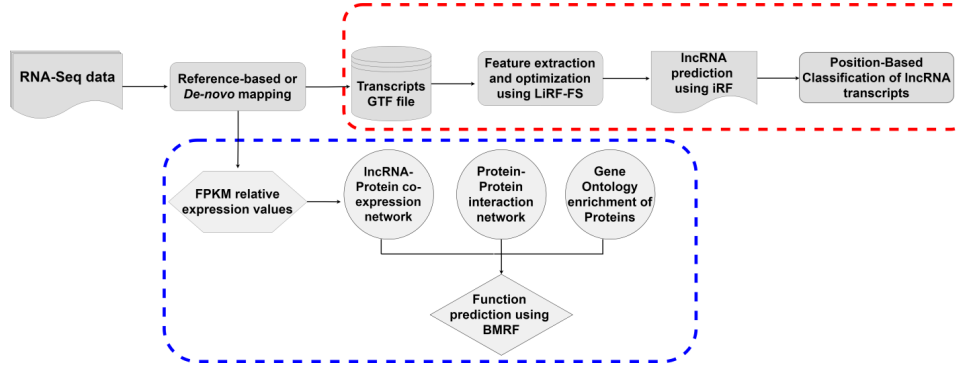 RNA-Seq data
Reference-based or
De-novo mapping
Transcripts
GTF file
Feature extraction
and optimization
using LiRF-FS
lncRNA
prediction
using iRF
Position-Based
Classification of lncRNA
transcripts
FPKM relative
expression values
lncRNA-
Protein co-
expression
network
Protein-
Protein
interaction
network
Gene
Ontology
enrichment of
Proteins
Function
prediction using
BMRF